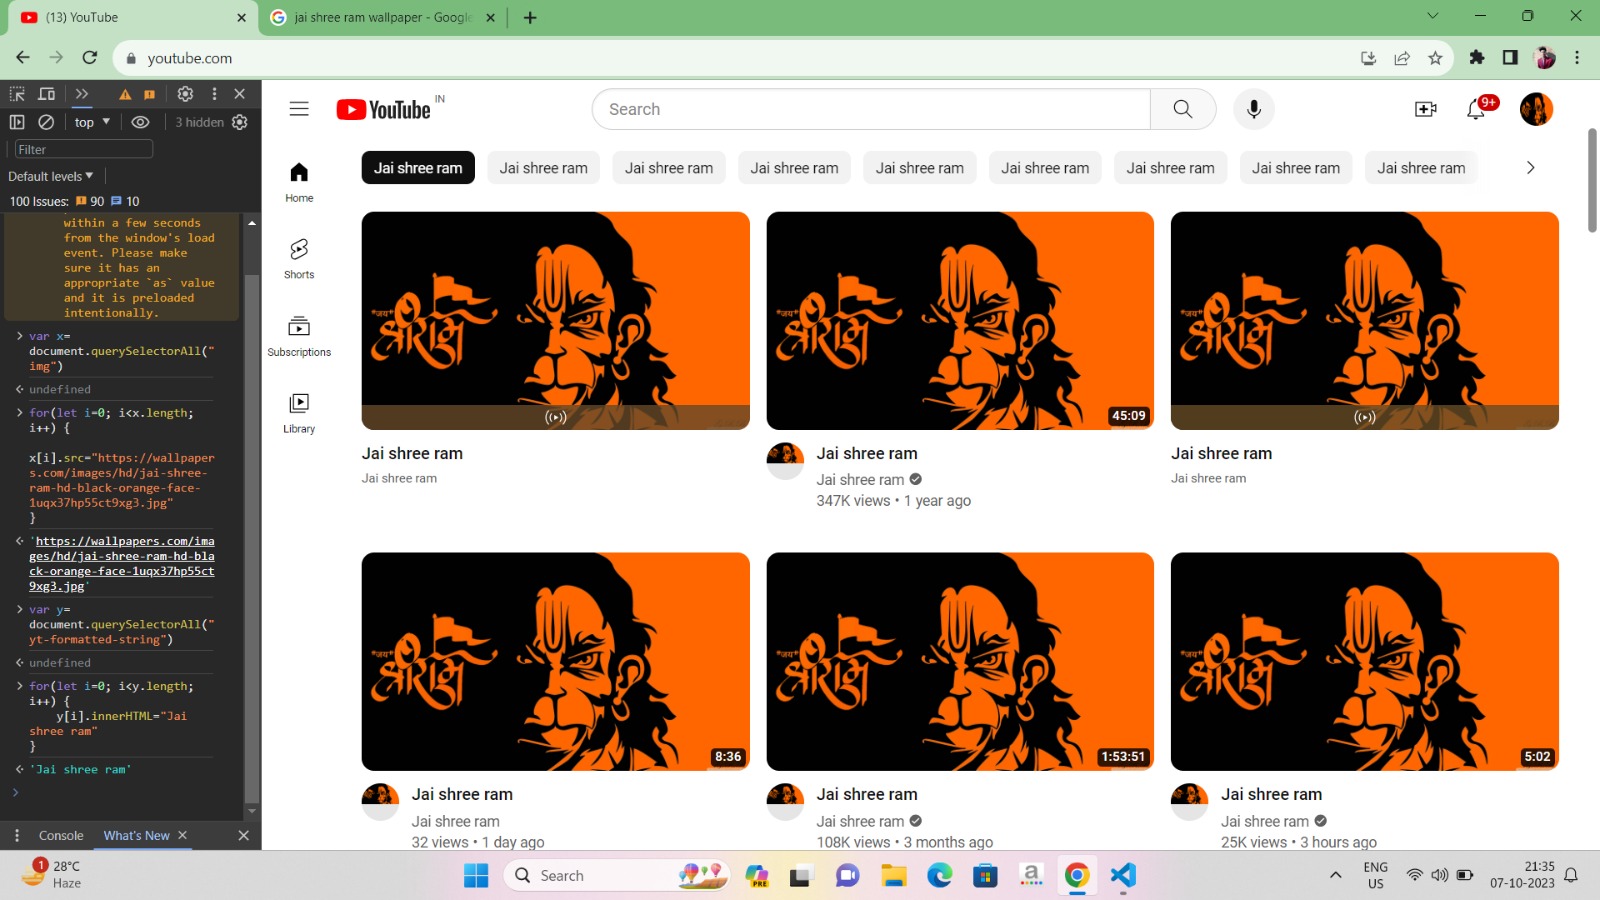 (13) YouTube
jai shree ram wallpaper - Google
youtube.com
top
3 hidden
Filter
Default levels
100 Issues: 90 10
within a few seconds
from the window's load
event. Please make
sure it has an
appropriate `as` value
and it is preloaded
intentionally.
var x=
document.querySelectorAll("
img")
undefined
for(let i=0; i<x.length;
i++) {
x[i].src="https://wallpaper
s.com/images/hd/jai-shree-
ram-hd-black-orange-face-
1uqx37hp55ct9xg3.jpg"
}
'https://wallpapers.com/ima
ges/hd/jai-shree-ram-hd-bla
ck-orange-face-1uqx37hp55ct
9xg3.jpg'
var y=
document.querySelectorAll("
yt-formatted-string")
undefined
for(let i=0; i<y.length;
i++) {
y[i].innerHTML="Jai
shree ram"
}
'Jai shree ram'
Console What's New
YouTube IN
Search
9+
Home
Shorts
Subscriptions
Library
Jai shree ram Jai shree ram Jai shree ram Jai shree ram Jai shree ram Jai shree ram Jai shree ram Jai shree ram Jai shree ram
"जय"
श्रीराम
"जय"
श्रीराम
45:09
"जय"
श्रीराम
Jai shree ram
Jai shree ram
Jai shree ram
Jai shree ram
347K views • 1 year ago
Jai shree ram
Jai shree ram
"जय"
श्रीराम
8:36
"जय"
श्रीराम
1:53:51
"जय"
श्रीराम
5:02
Jai shree ram
Jai shree ram
32 views • 1 day ago
Jai shree ram
Jai shree ram
108K views • 3 months ago
Jai shree ram
Jai shree ram
25K views • 3 hours ago
1
28°C
Haze
Search
PRE
a
ENG
US
21:35
07-10-2023